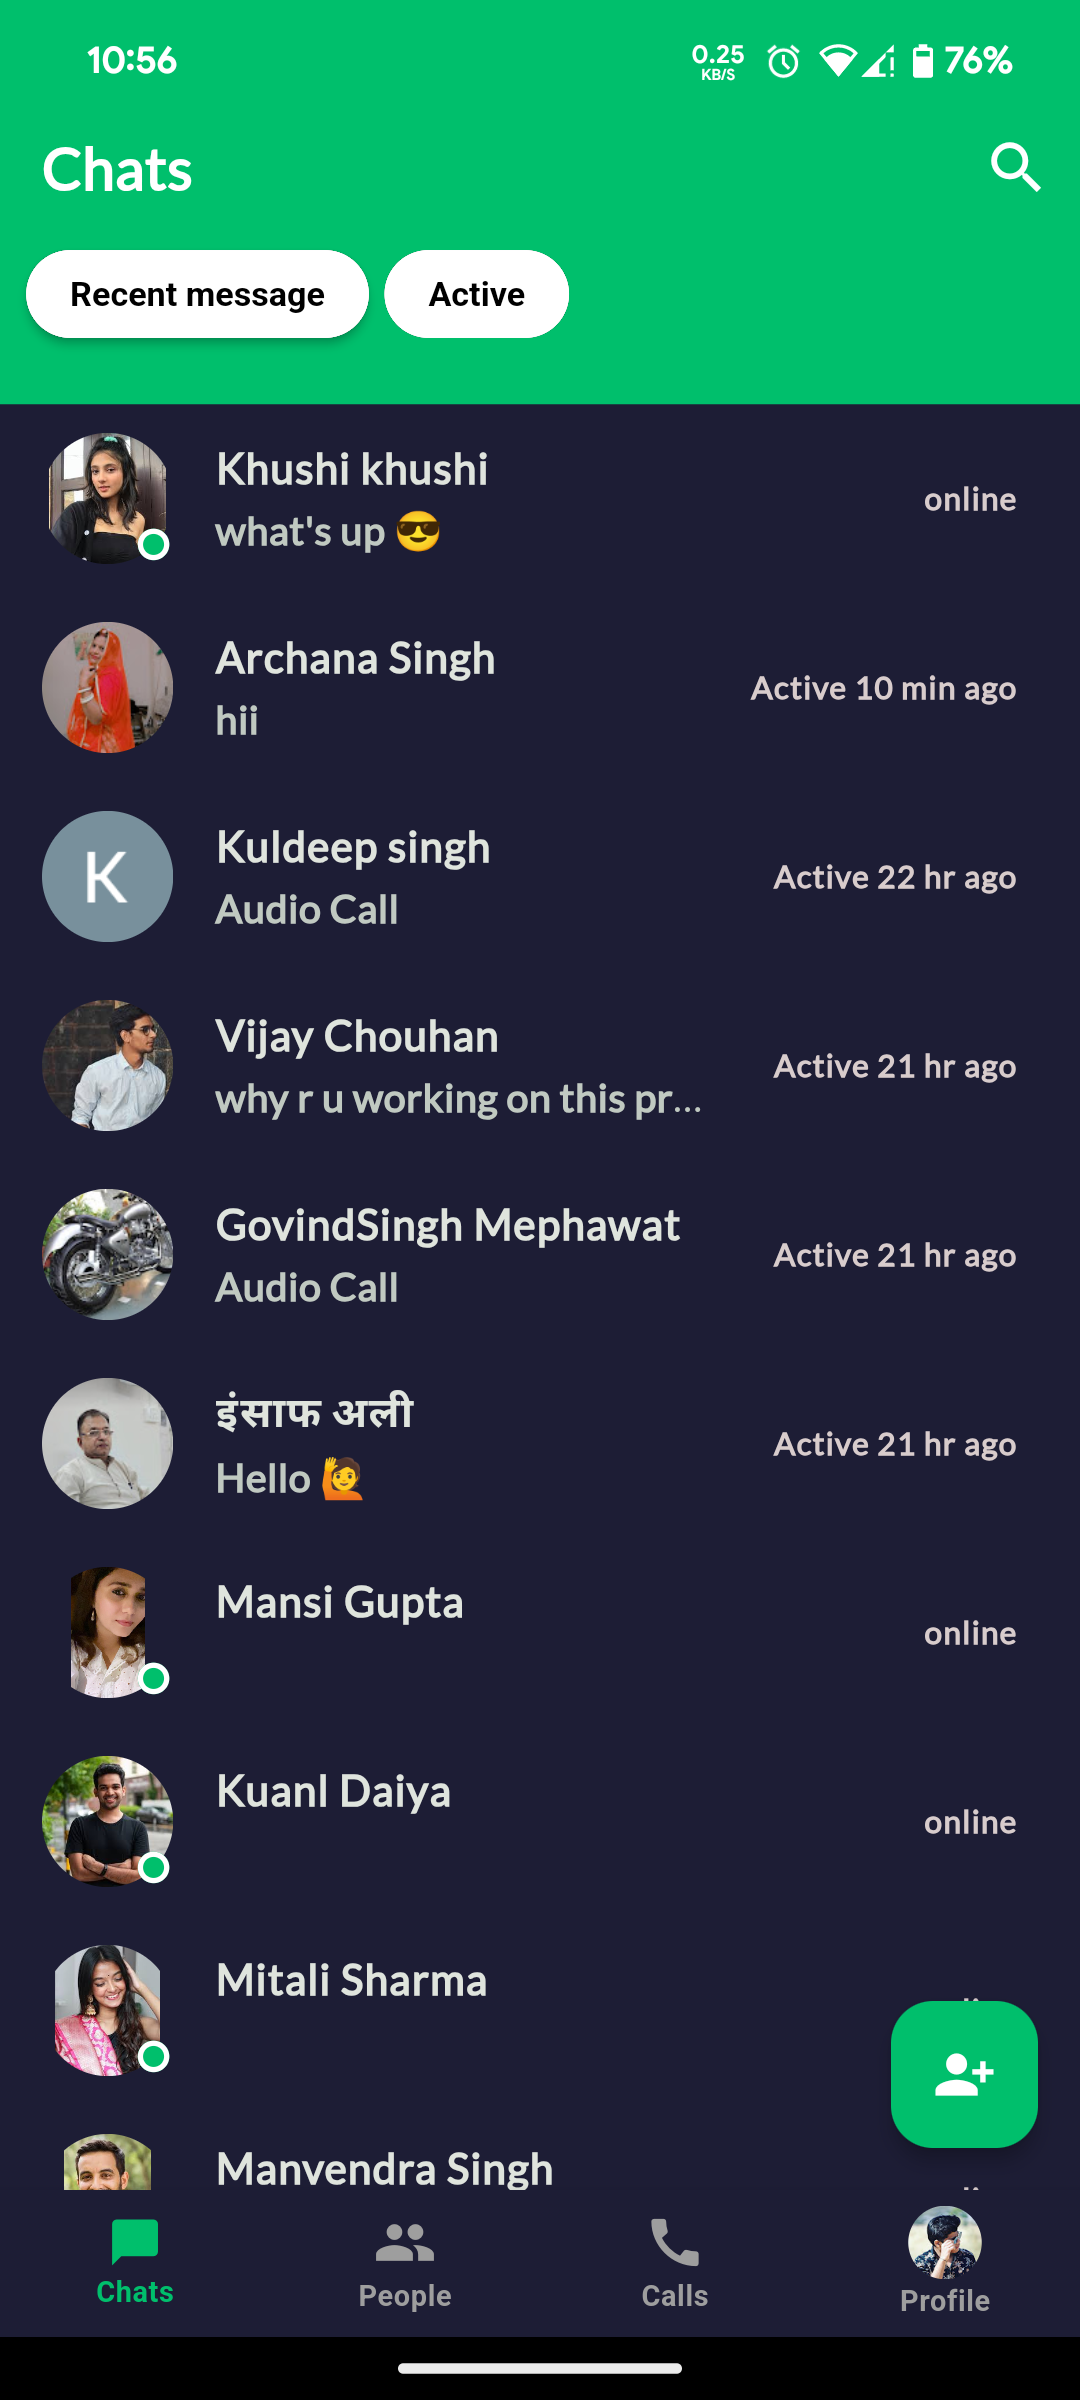 10:56
0.25
KB/S
76%
Chats
Recent message
Active
Khushi khushi
what's up 😎
online
Archana Singh
hii
Active 10 min ago
K
Kuldeep singh
Audio Call
Active 22 hr ago
Vijay Chouhan
why r u working on this pr...
Active 21 hr ago
GovindSingh Mephawat
Audio Call
Active 21 hr ago
इंसाफ अली
Hello 🙋
Active 21 hr ago
Mansi Gupta
online
Kuanl Daiya
online
Mitali Sharma
Manvendra Singh
Chats
People
Calls
Profile